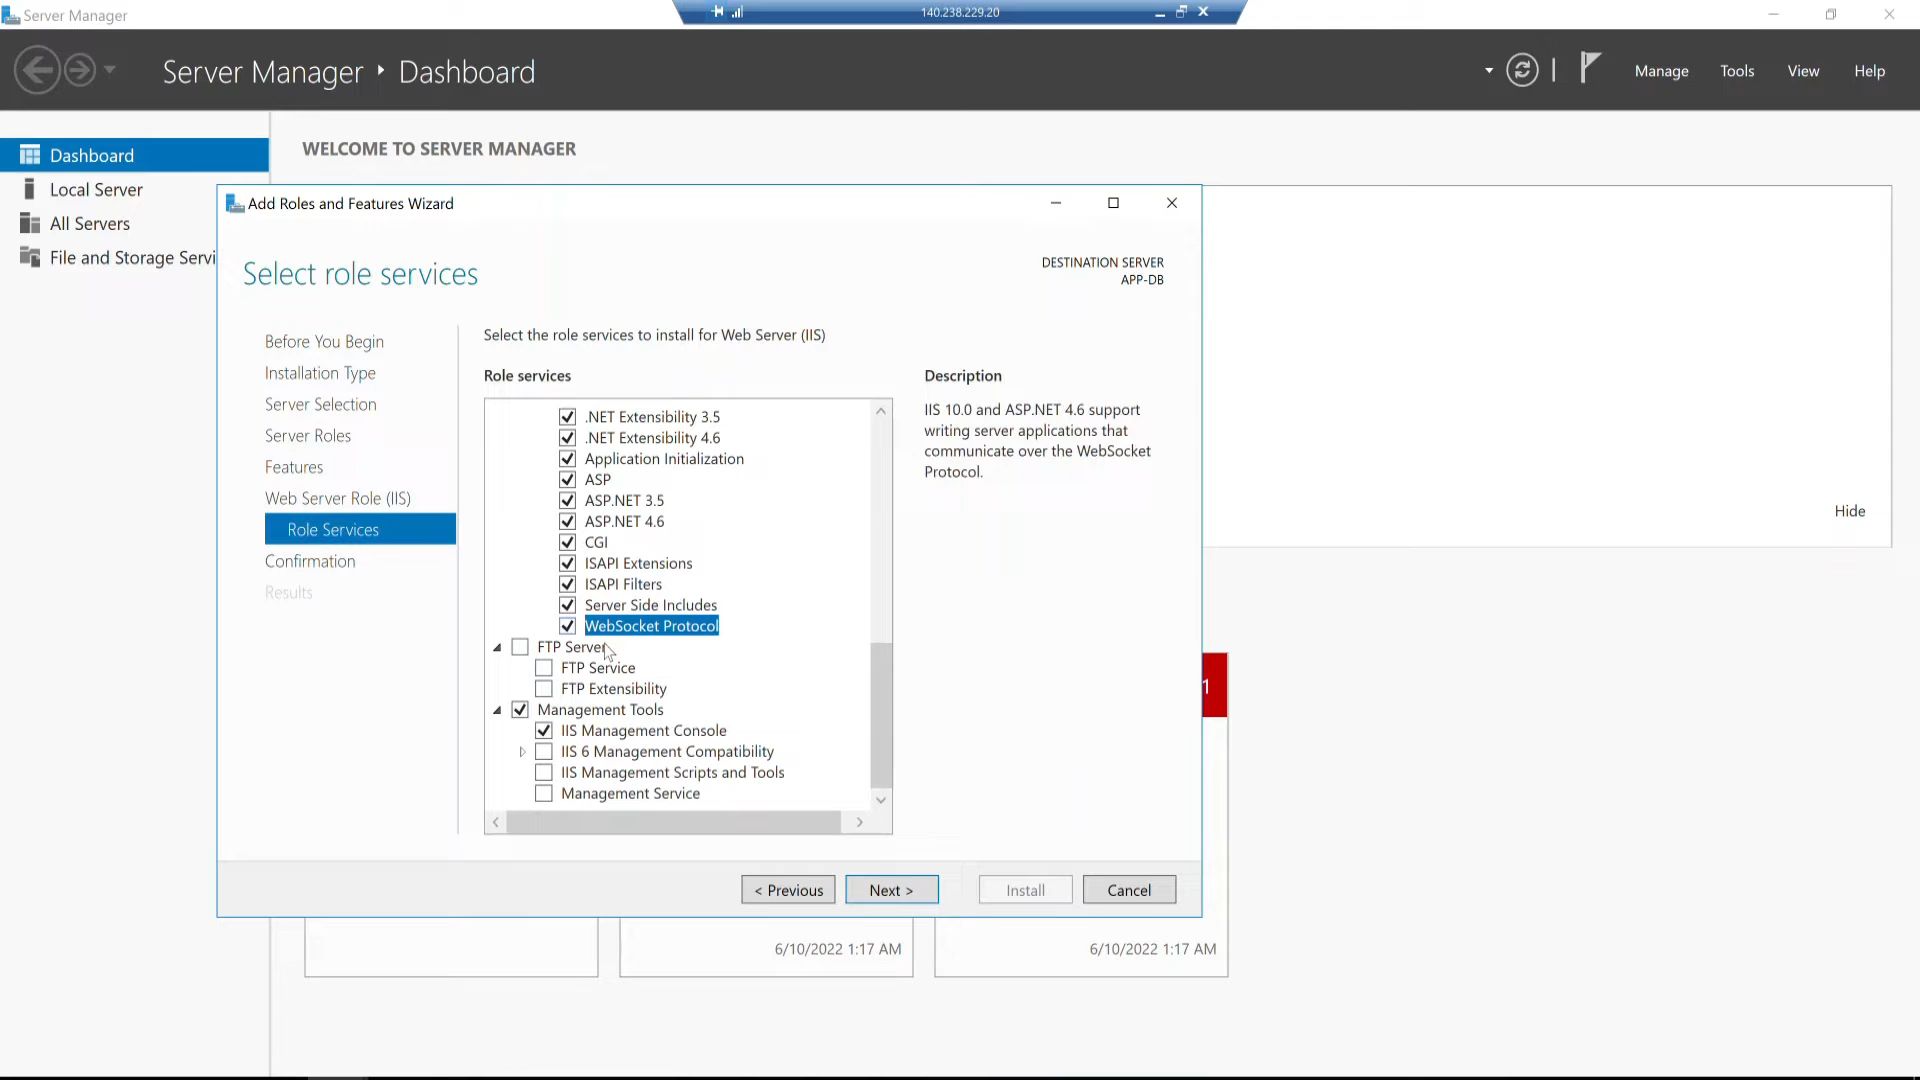 Server Manager
140.238.229.20
Server Manager
Dashboard
Manage
Tools
View
Help
Dashboard
Local Server
All Servers
File and Storage Servi
WELCOME TO SERVER MANAGER
Add Roles and Features Wizard
Select role services
DESTINATION SERVER
APP-DB
Before You Begin
Installation Type
Server Selection
Server Roles
Features
Web Server Role (IIS)
Role Services
Confirmation
Results
Select the role services to install for Web Server (IIS)
Role services
.NET Extensibility 3.5
.NET Extensibility 4.6
Application Initialization
ASP
ASP.NET 3.5
ASP.NET 4.6
CGI
ISAPI Extensions
ISAPI Filters
Server Side Includes
WebSocket Protocol
FTP Server
FTP Service
FTP Extensibility
Management Tools
IIS Management Console
IIS 6 Management Compatibility
IIS Management Scripts and Tools
Management Service
Description
IIS 10.0 and ASP.NET 4.6 support
writing server applications that
communicate over the WebSocket
Protocol.
< Previous
Next >
Install
Cancel
Hide
1
6/10/2022 1:17 AM
6/10/2022 1:17 AM